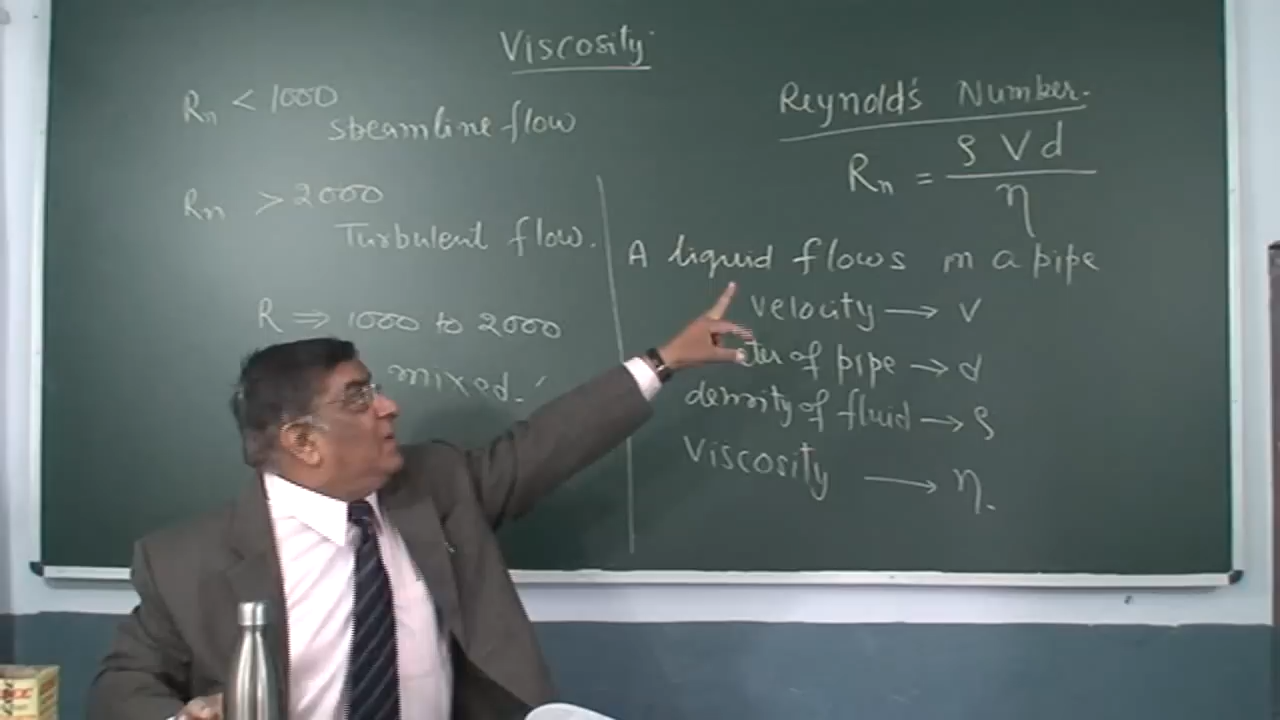 Viscosity
Rn < 1000
Streamline flow
Rn > 2000
Turbulent flow.
R ⇒ 1000 to 2000
mixed.
Reynold's Number.
Rn = ρ V d / η
A liquid flows in a pipe
velocity → v
of pipe → d
density of fluid → ρ
Viscosity → η.